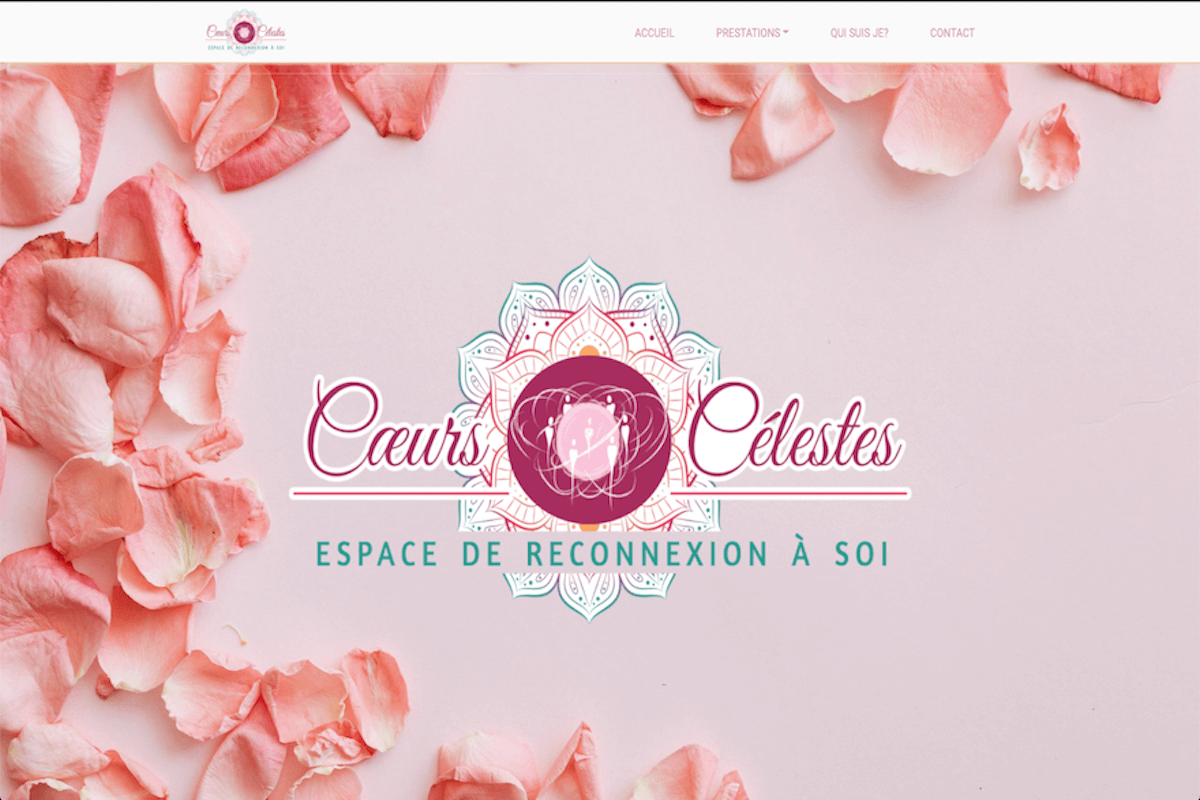 Cœurs Célestes
ESPACE DE RECONNEXION À SOI
ACCUEIL PRESTATIONS QUI SUIS JE? CONTACT
Cœurs Célestes
ESPACE DE RECONNEXION À SOI